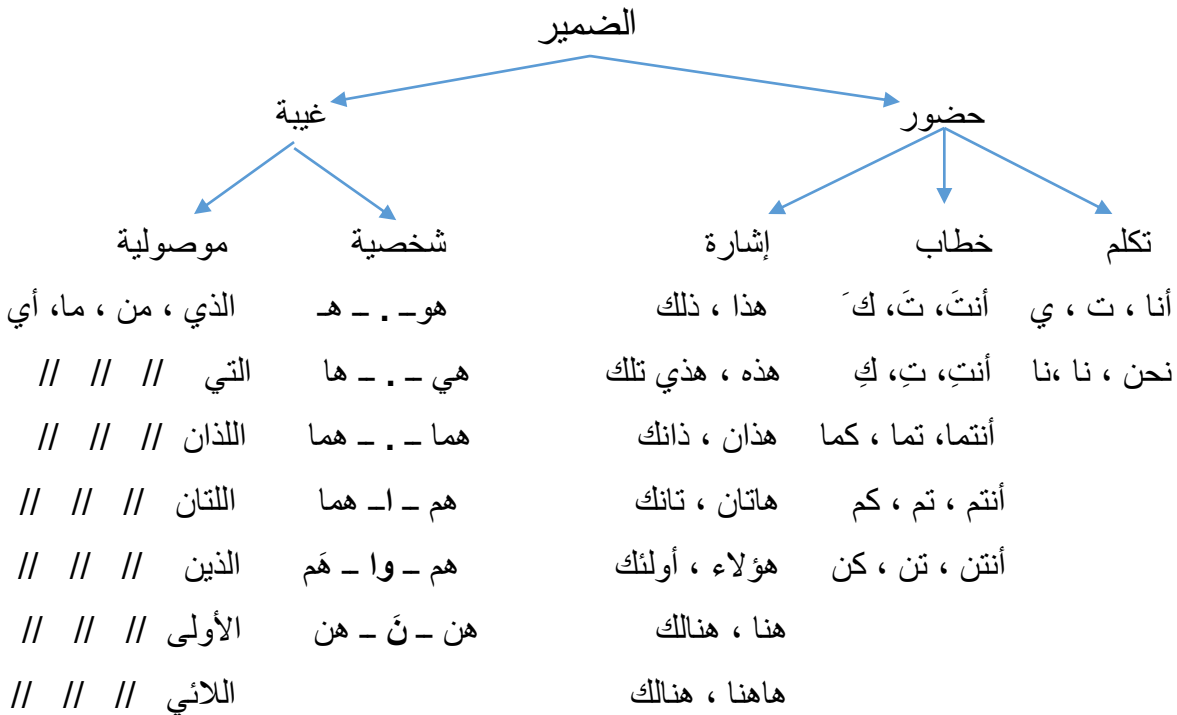 الضمير
حضور غيبة
تكلم خطاب إشارة شخصية موصولية
أنا ، ت ، ي أنتَ، تَ، ك َ هذا ، ذلك هو – . – هـ الذي ، من ، ما، أي
نحن ، نا ،نا أنتِ، تِ، كِ هذه ، هذي تلك هي – . – ها التي // // //
أنتما، تما ، كما هذان ، ذانك هما – . – هما اللذان // // //
أنتم ، تم ، كم هاتان ، تانك هم – ا– هما اللتان // // //
أنتن ، تن ، كن هؤلاء ، أولئك هم – وا – هَم الذين // // //
هنا ، هنالك هن – نَ – هن الأولى // // //
هاهنا ، هنالك اللائي // // //